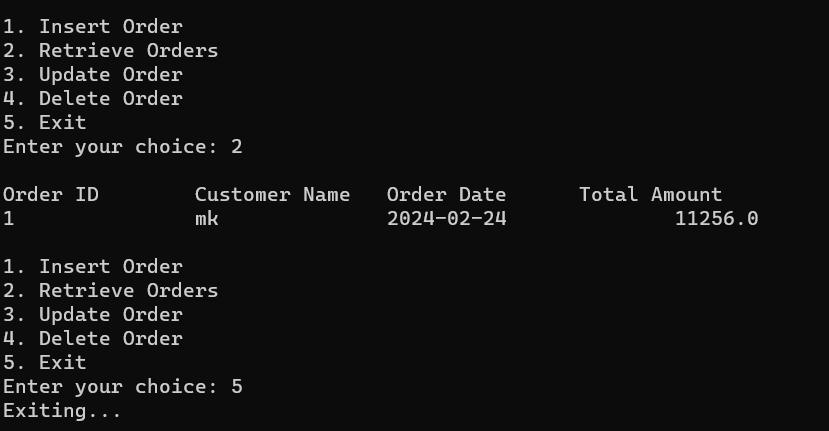 1. Insert Order
2. Retrieve Orders
3. Update Order
4. Delete Order
5. Exit
Enter your choice: 2
Order ID        Customer Name   Order Date      Total Amount
1               mk              2024-02-24              11256.0
1. Insert Order
2. Retrieve Orders
3. Update Order
4. Delete Order
5. Exit
Enter your choice: 5
Exiting...